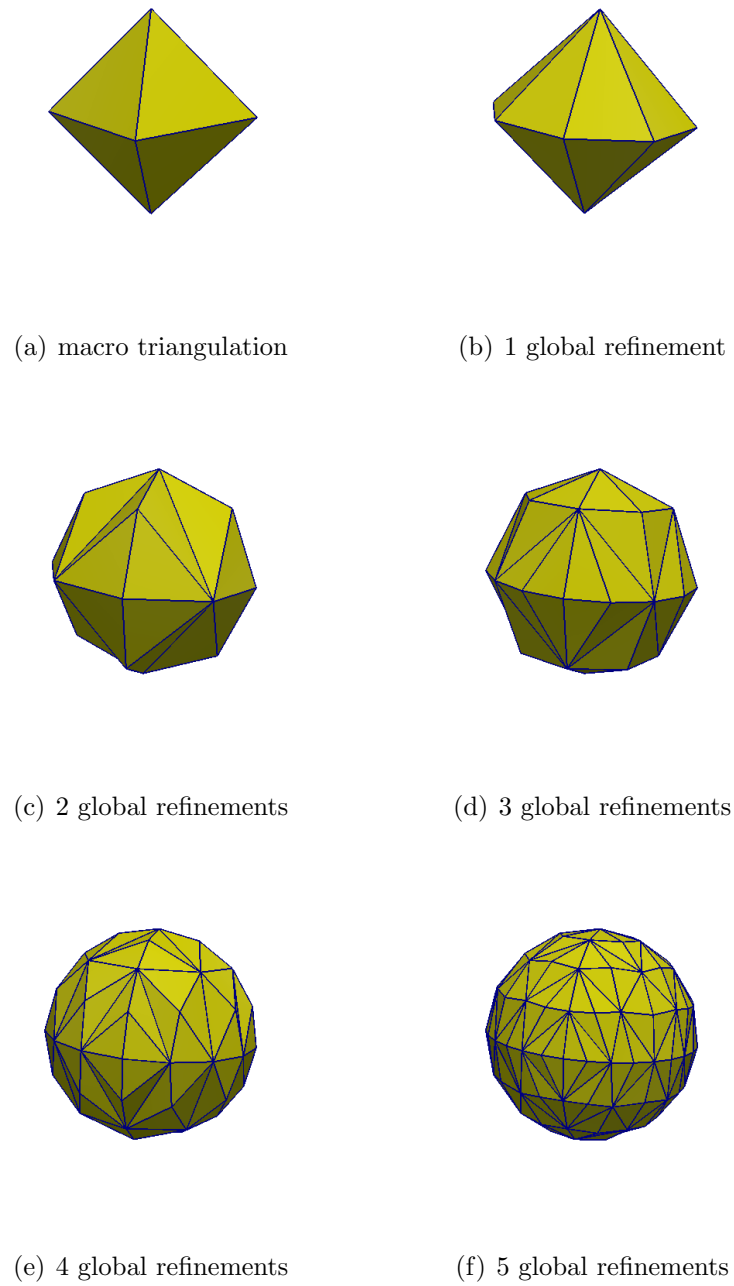 (a) macro triangulation
(b) 1 global refinement
(c) 2 global refinements
(d) 3 global refinements
(e) 4 global refinements
(f) 5 global refinements